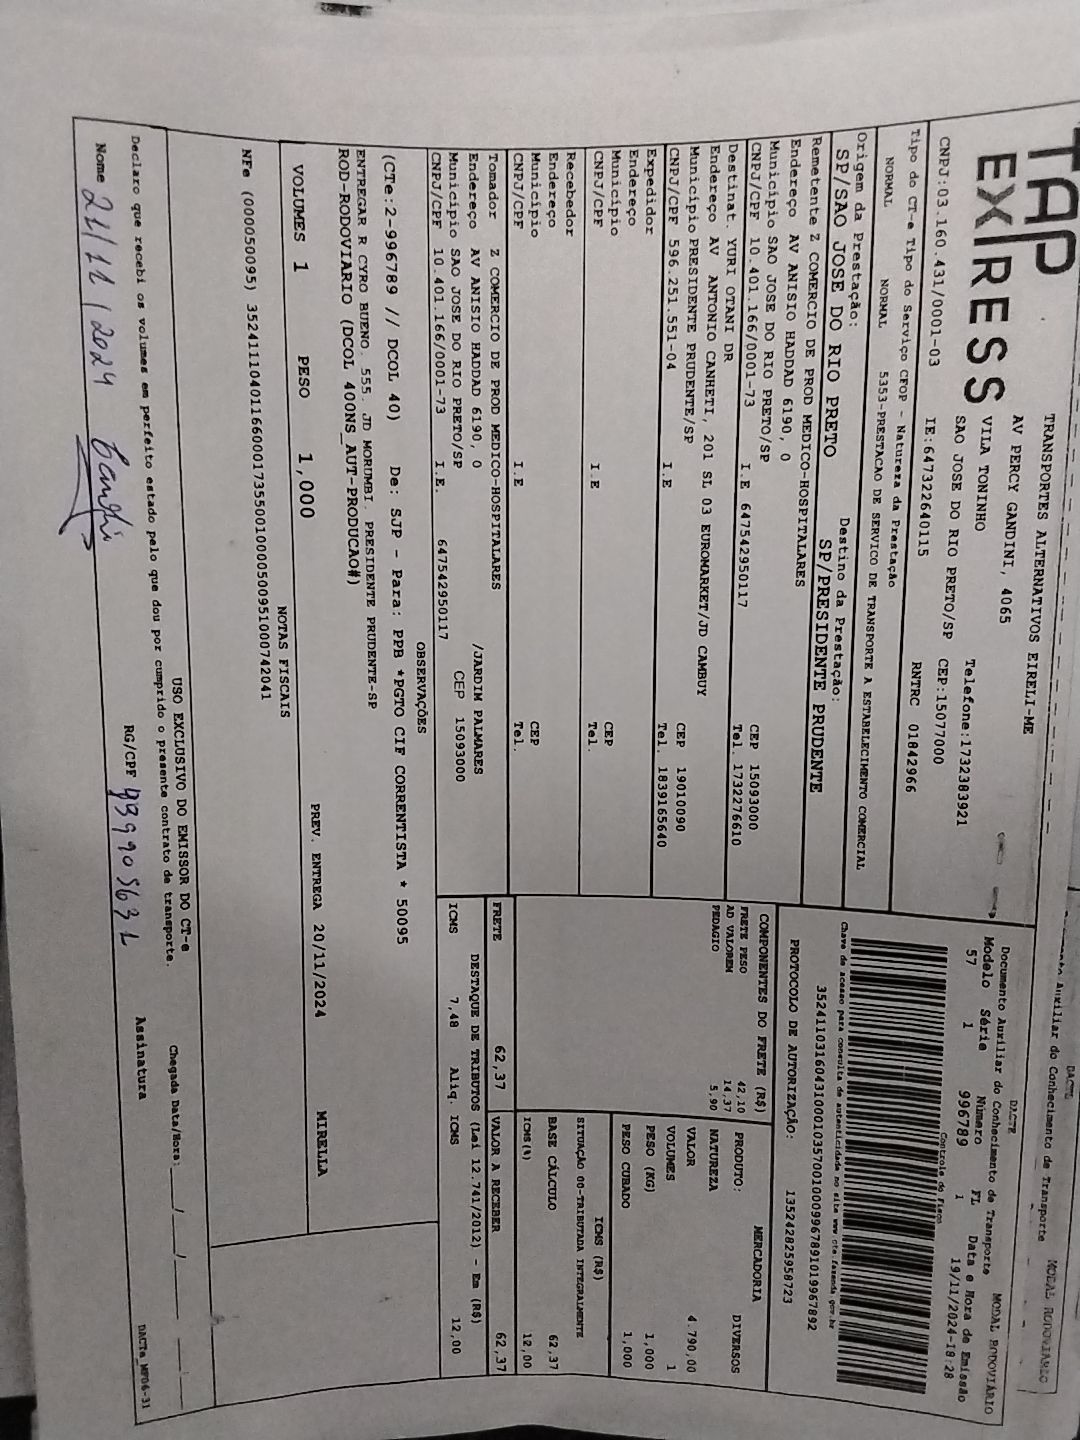 TAP
EXPRESS
TRANSPORTES ALTERNATIVOS EIRELI-ME
AV PERCY GANDINI, 4065
VILA TONINHO
SAO JOSE DO RIO PRETO/SP
Telefone:1732383921
CEP:15077000
CNPJ:03.160.431/0001-03 IE:647322640115 RNTRC 01842966
DACTE
Documento Auxiliar do Conhecimento de Transporte MODAL RODOVIÁRIO
Modelo Série Número FL Data e Hora de Emissão
57 1 996789 1 19/11/2024-18:28
Controle do Fisco
Tipo do CT-e Tipo do Serviço CFOP - Natureza da Prestação
NORMAL NORMAL 5353-PRESTACAO DE SERVICO DE TRANSPORTE A ESTABELECIMENTO COMERCIAL
Chave de acesso para consulta de autenticidade no site www.cte.fazenda.gov.br
35241103160431000103570010009967891019967892
Origem da Prestação: Destino da Prestação:
SP/SAO JOSE DO RIO PRETO SP/PRESIDENTE PRUDENTE
PROTOCOLO DE AUTORIZAÇÃO: 135242825958723
Remetente Z COMERCIO DE PROD MEDICO-HOSPITALARES
Endereço AV ANISIO HADDAD 6190, 0
Município SAO JOSE DO RIO PRETO/SP CEP 15093000
CNPJ/CPF 10.401.166/0001-73 I.E 647542950117 Tel. 1732276610
Destinat. YURI OTANI DR
Endereço AV ANTONIO CANHETI, 201 SL 03 EUROMARKET/JD CAMBUY
Município PRESIDENTE PRUDENTE/SP CEP 19010090
CNPJ/CPF 596.251.551-04 I.E Tel. 1839165640
Expedidor
Endereço
Município CEP
CNPJ/CPF I.E Tel.
Recebedor
Endereço
Município CEP
CNPJ/CPF I.E Tel.
Tomador Z COMERCIO DE PROD MEDICO-HOSPITALARES
Endereço AV ANISIO HADDAD 6190, 0 /JARDIM PALMARES
Município SAO JOSE DO RIO PRETO/SP CEP 15093000
CNPJ/CPF 10.401.166/0001-73 I.E. 647542950117
COMPONENTES DO FRETE (R$)
FRETE PESO 42,10
AD VALOREM 14,37
PEDAGIO 5,90
MERCADORIA
PRODUTO: DIVERSOS
NATUREZA
VALOR 4.790,00
VOLUMES 1
PESO (KG) 1,000
PESO CUBADO 1,000
ICMS (R$)
SITUAÇÃO 00-TRIBUTADA INTEGRALMENTE
BASE CÁLCULO 62,37
ICMS(%) 12,00
FRETE 62,37 VALOR A RECEBER 62,37
DESTAQUE DE TRIBUTOS (Lei 12.741/2012) - Em (R$)
ICMS 7,48 Aliq. ICMS 12,00
OBSERVAÇÕES
(CTe:2-996789 // DCOL 40) De: SJP - Para: PPB *PGTO CIF CORRENTISTA * 50095
ENTREGAR R CYRO BUENO, 555, JD MORUMBI, PRESIDENTE PRUDENTE-SP
ROD-RODOVIARIO (DCOL 400NS_AUT-PRODUCAO#)
VOLUMES 1 PESO 1,000 PREV. ENTREGA 20/11/2024 MIRELLA
NOTAS FISCAIS
NFe (000050095) 35241110401166000173550010000500951000742041
USO EXCLUSIVO DO EMISSOR DO CT-e
Declaro que recebi os volumes em perfeito estado pelo que dou por cumprido o presente contrato de transporte. Chegada Data/Hora:
Nome 21/11/2024 RG/CPF Assinatura
DACTe_MP06-31